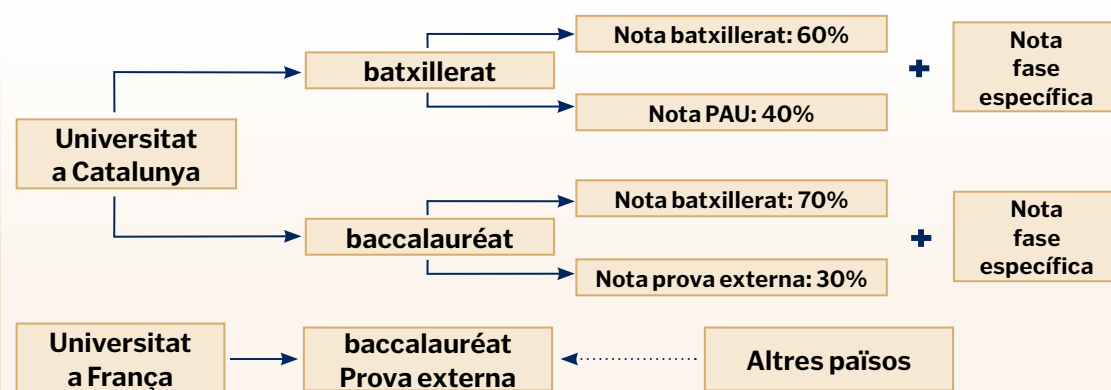 Nota batxillerat: 60%
batxillerat
Nota PAU: 40%
Nota
fase
específica
Universitat
a Catalunya
Nota batxillerat: 70%
baccalauréat
Nota prova externa: 30%
Nota
fase
específica
Universitat
a França
baccalauréat
Prova externa
Altres països